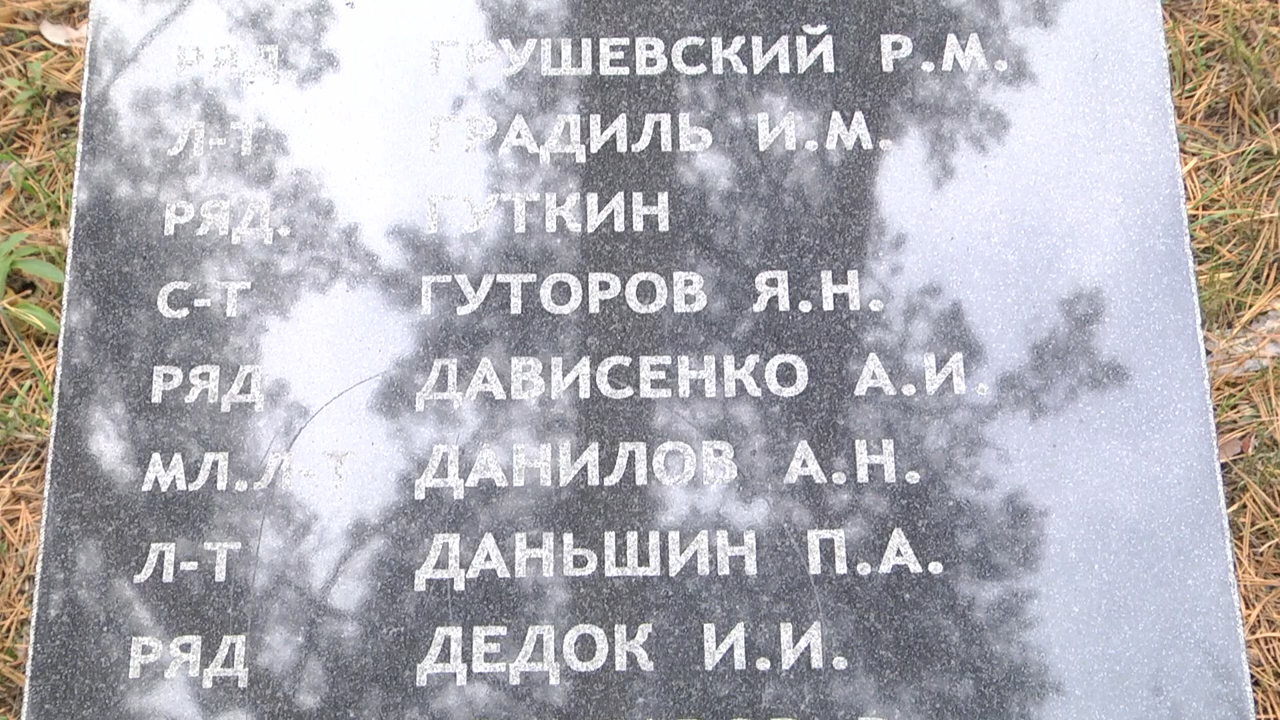 РЯД ГРУШЕВСКИЙ Р.М.
Л-Т ГРАДИЛЬ И.М.
РЯД. ГУТКИН
С-Т ГУТОРОВ Я.Н.
РЯД ДАВИСЕНКО А.И.
МЛ.Л-Т ДАНИЛОВ А.Н.
Л-Т ДАНЬШИН П.А.
РЯД ДЕДОК И.И.